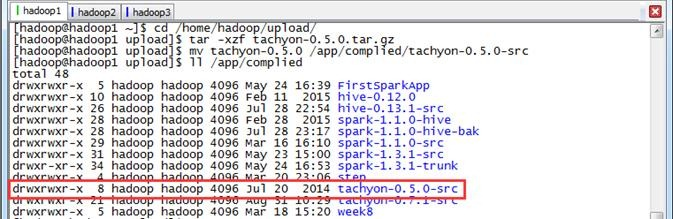 hadoop1 hadoop2 hadoop3
[hadoop@hadoop1 ~]$ cd /home/hadoop/upload/
[hadoop@hadoop1 upload]$ tar -xzf tachyon-0.5.0.tar.gz
[hadoop@hadoop1 upload]$ mv tachyon-0.5.0 /app/complied/tachyon-0.5.0-src
[hadoop@hadoop1 upload]$ ll /app/complied
total 48
drwxrwxr-x 5 hadoop hadoop 4096 May 24 16:39 FirstSparkApp
drwxrwxr-x 10 hadoop hadoop 4096 Feb 11 2015 hive-0.12.0
drwxrwxr-x 26 hadoop hadoop 4096 Jul 28 22:54 hive-0.13.1-src
drwxrwxr-x 28 hadoop hadoop 4096 Feb 28 2015 spark-1.1.0-hive
drwxrwxr-x 28 hadoop hadoop 4096 Jul 28 23:17 spark-1.1.0-hive-bak
drwxrwxr-x 29 hadoop hadoop 4096 Mar 16 16:10 spark-1.1.0-src
drwxrwxr-x 31 hadoop hadoop 4096 May 23 15:00 spark-1.3.1-src
drwxr-xr-x 34 hadoop hadoop 4096 May 24 16:53 spark-1.3.1-trunk
drwxrwxr-x 4 hadoop hadoop 4096 Mar 20 23:06
drwxrwxr-x 8 hadoop hadoop 4096 Jul 20 2014 tachyon-0.5.0-src
drwxrwxr-x 21 hadoop hadoop 4096 Aug 31 10:29 tachyon-0.7.1-src
drwxrwxr-x 5 hadoop hadoop 4096 Mar 18 15:20 week8